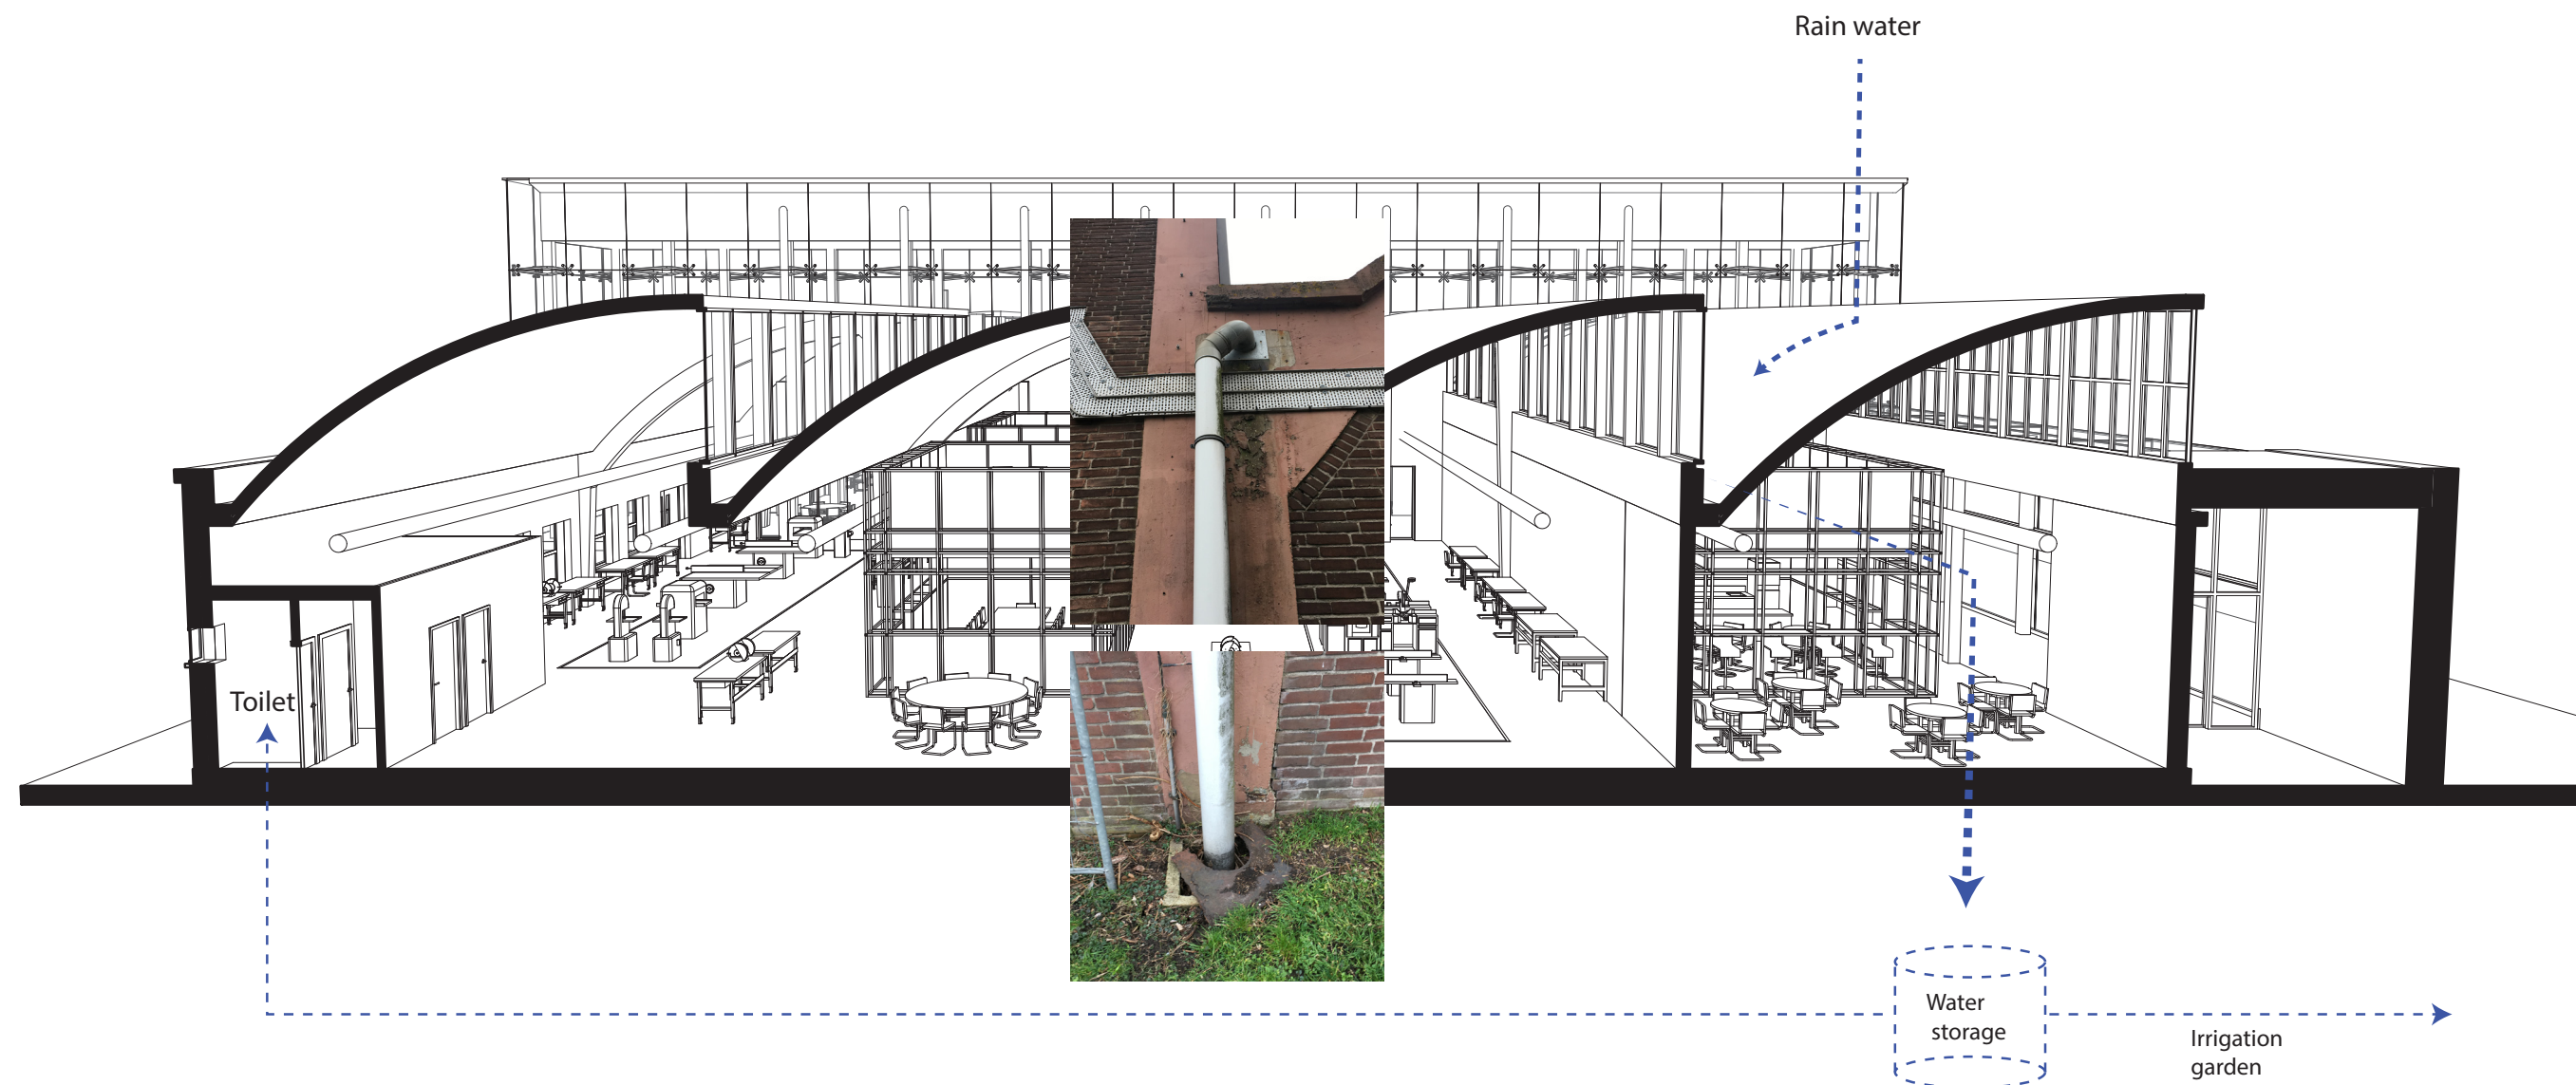 Rain water
Toilet
Water
storage
Irrigation
garden